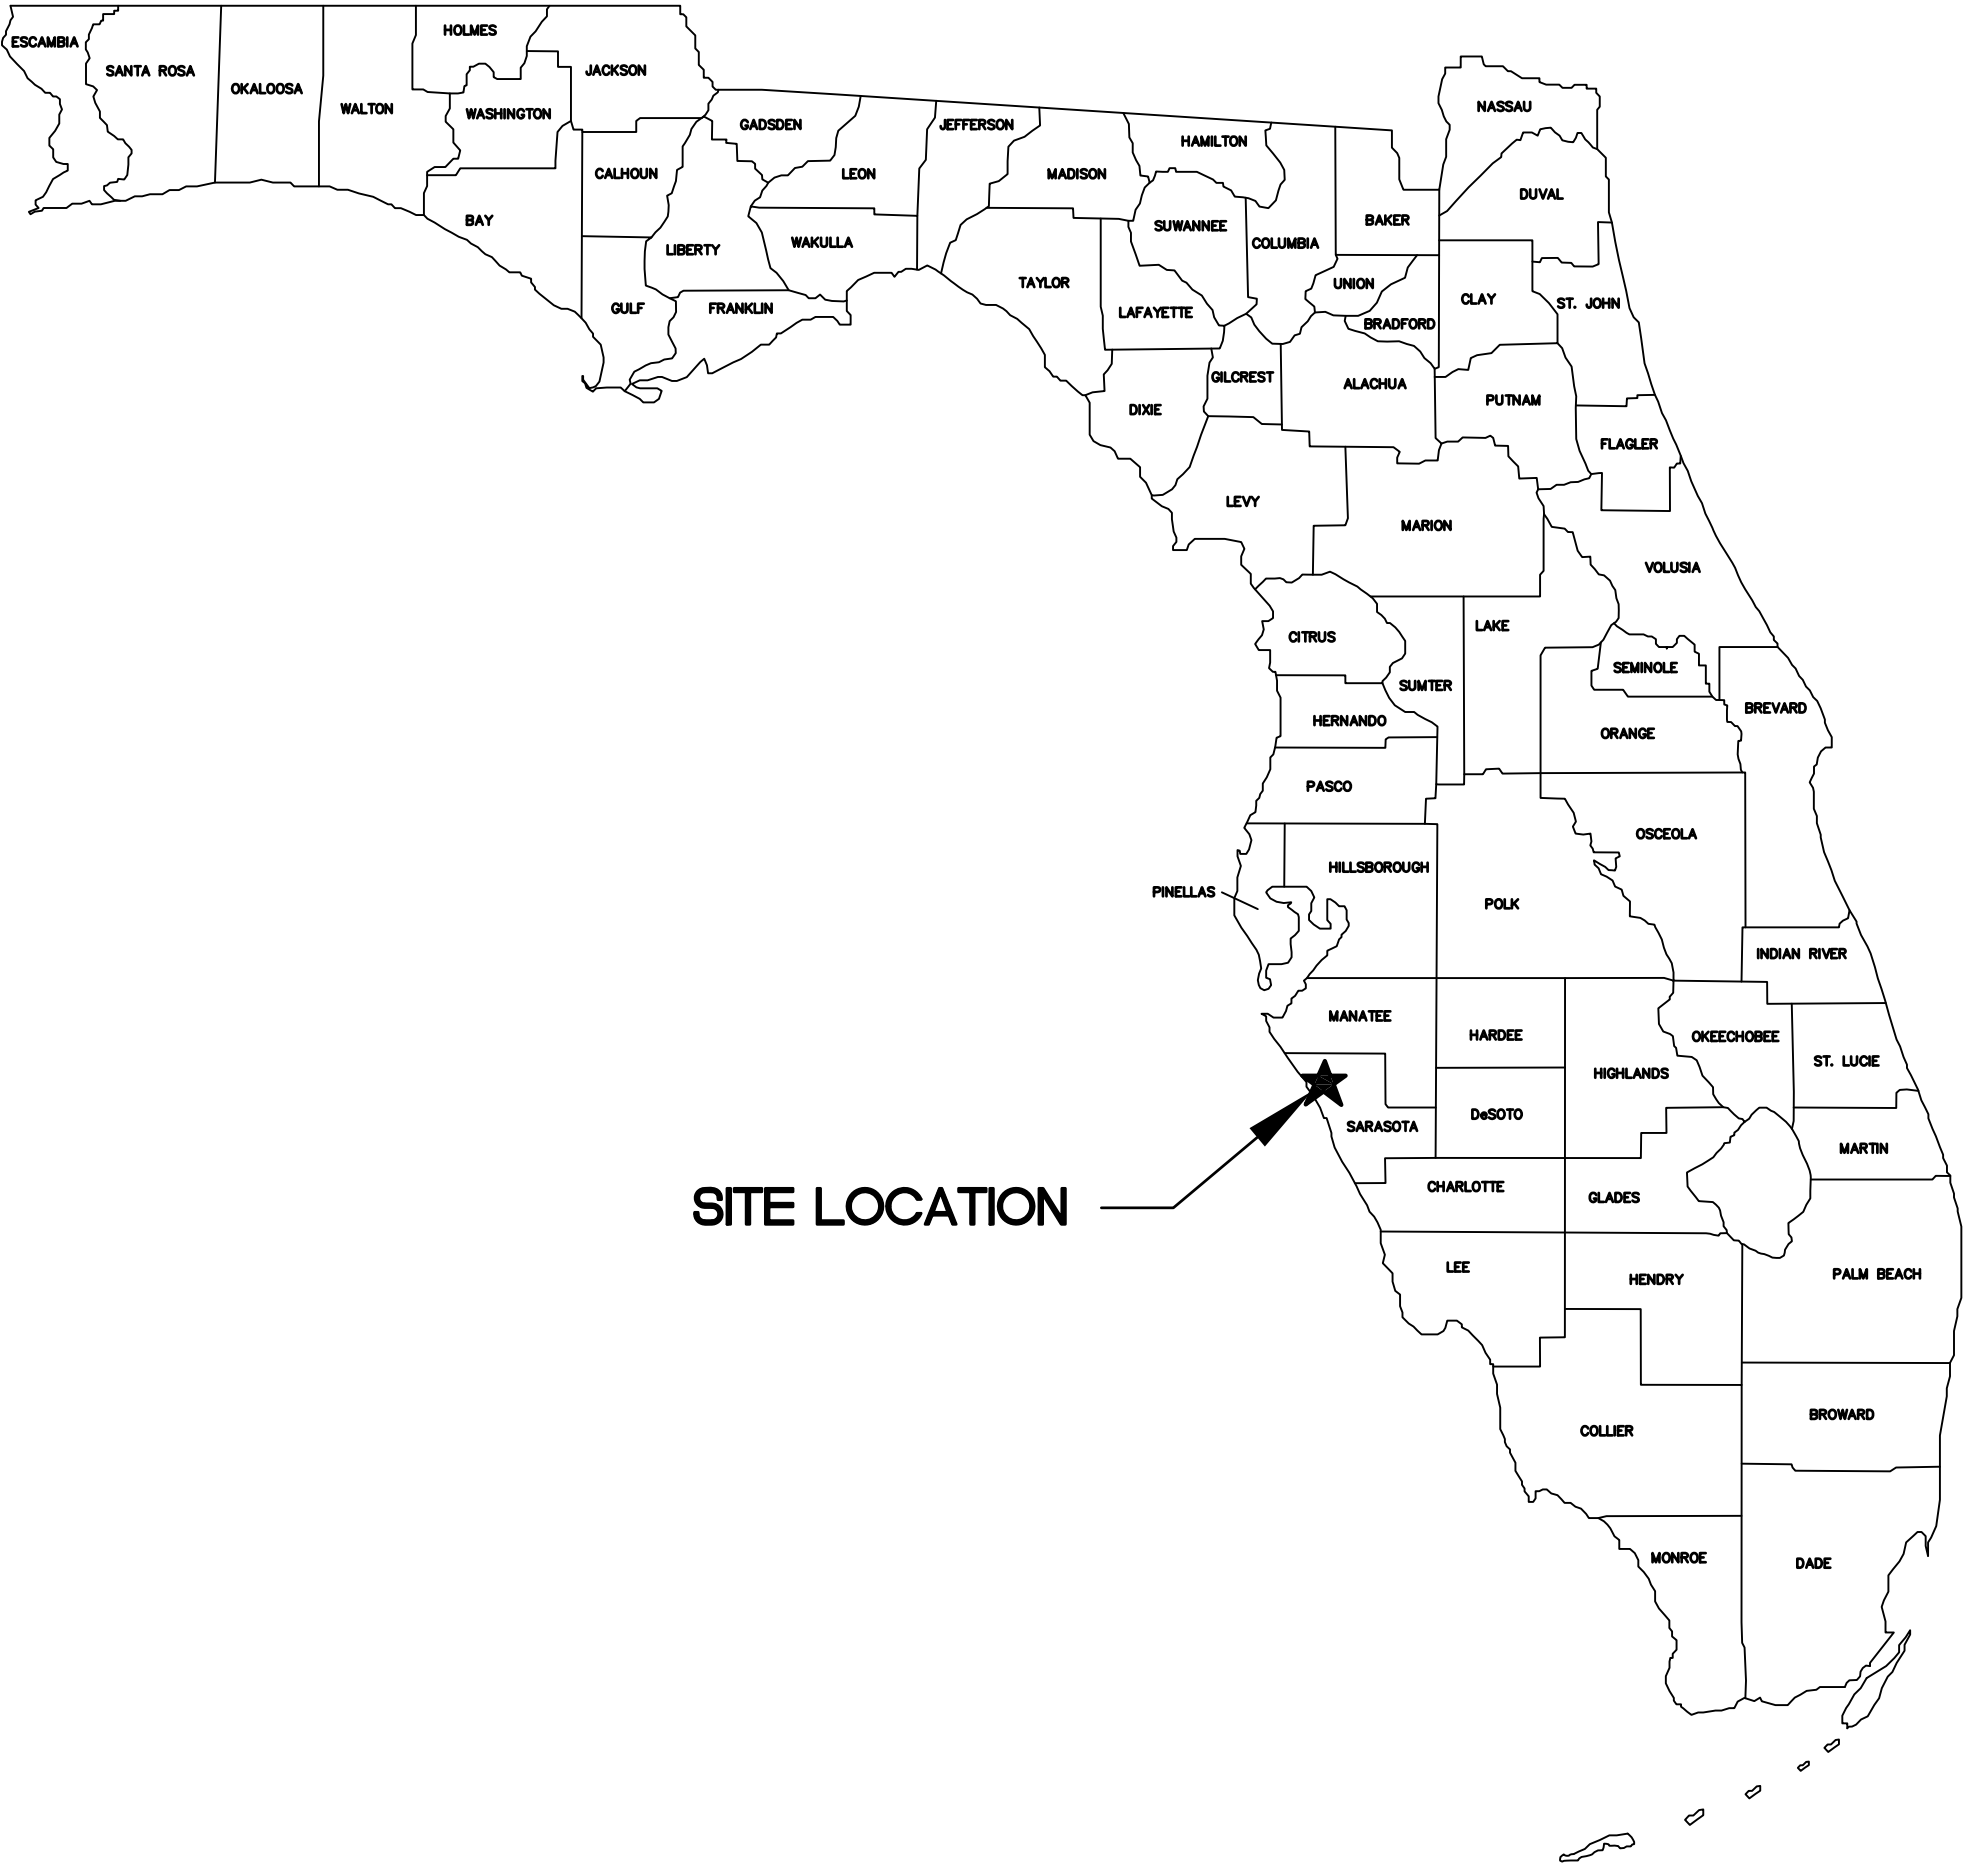 ESCAMBIA
SANTA ROSA
OKALOOSA
WALTON
HOLMES
WASHINGTON
JACKSON
BAY
CALHOUN
GULF
LIBERTY
GADSDEN
FRANKLIN
LEON
WAKULLA
JEFFERSON
MADISON
TAYLOR
HAMILTON
SUWANNEE
LAFAYETTE
DIXIE
COLUMBIA
GILCREST
BAKER
UNION
BRADFORD
ALACHUA
NASSAU
DUVAL
CLAY
ST. JOHN
PUTNAM
FLAGLER
LEVY
MARION
VOLUSIA
CITRUS
SUMTER
LAKE
SEMINOLE
HERNANDO
ORANGE
BREVARD
PASCO
OSCEOLA
HILLSBOROUGH
PINELLAS
POLK
INDIAN RIVER
MANATEE
HARDEE
HIGHLANDS
OKEECHOBEE
ST. LUCIE
SARASOTA
DeSOTO
MARTIN
SITE LOCATION
CHARLOTTE
GLADES
LEE
HENDRY
PALM BEACH
COLLIER
BROWARD
MONROE
DADE